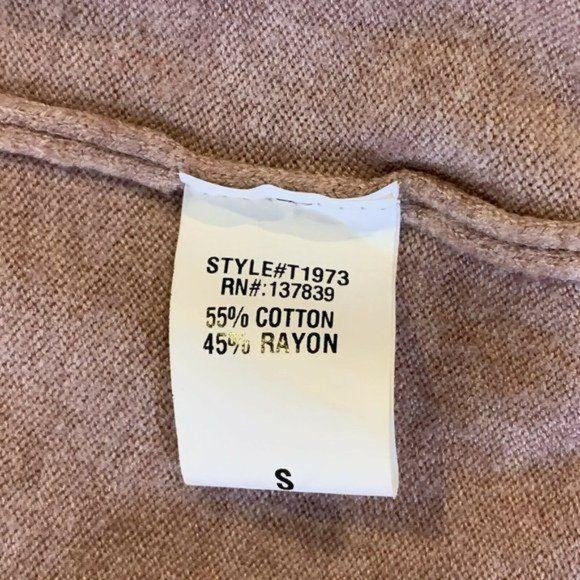 STYLE#T1973
RN#:137839
55% COTTON
45% RAYON
S